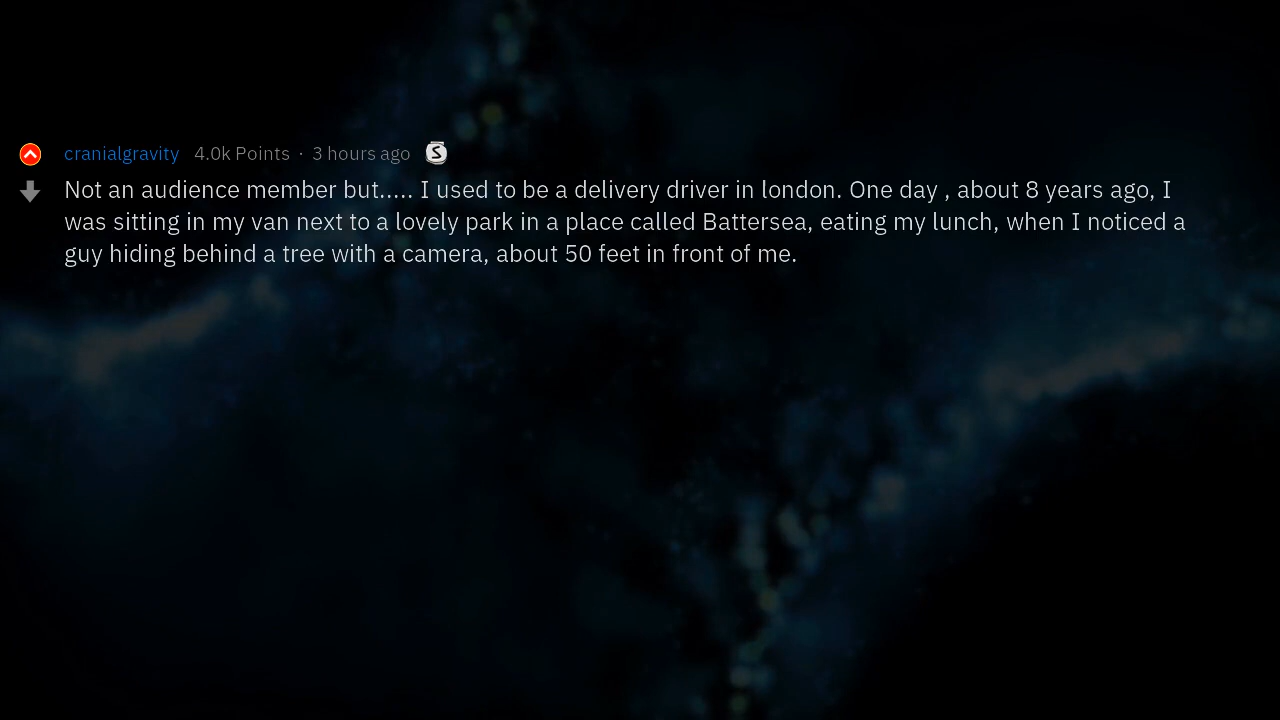 cranialgravity 4.0k Points · 3 hours ago S
Not an audience member but..... I used to be a delivery driver in london. One day , about 8 years ago, I
was sitting in my van next to a lovely park in a place called Battersea, eating my lunch, when I noticed a
guy hiding behind a tree with a camera, about 50 feet in front of me.